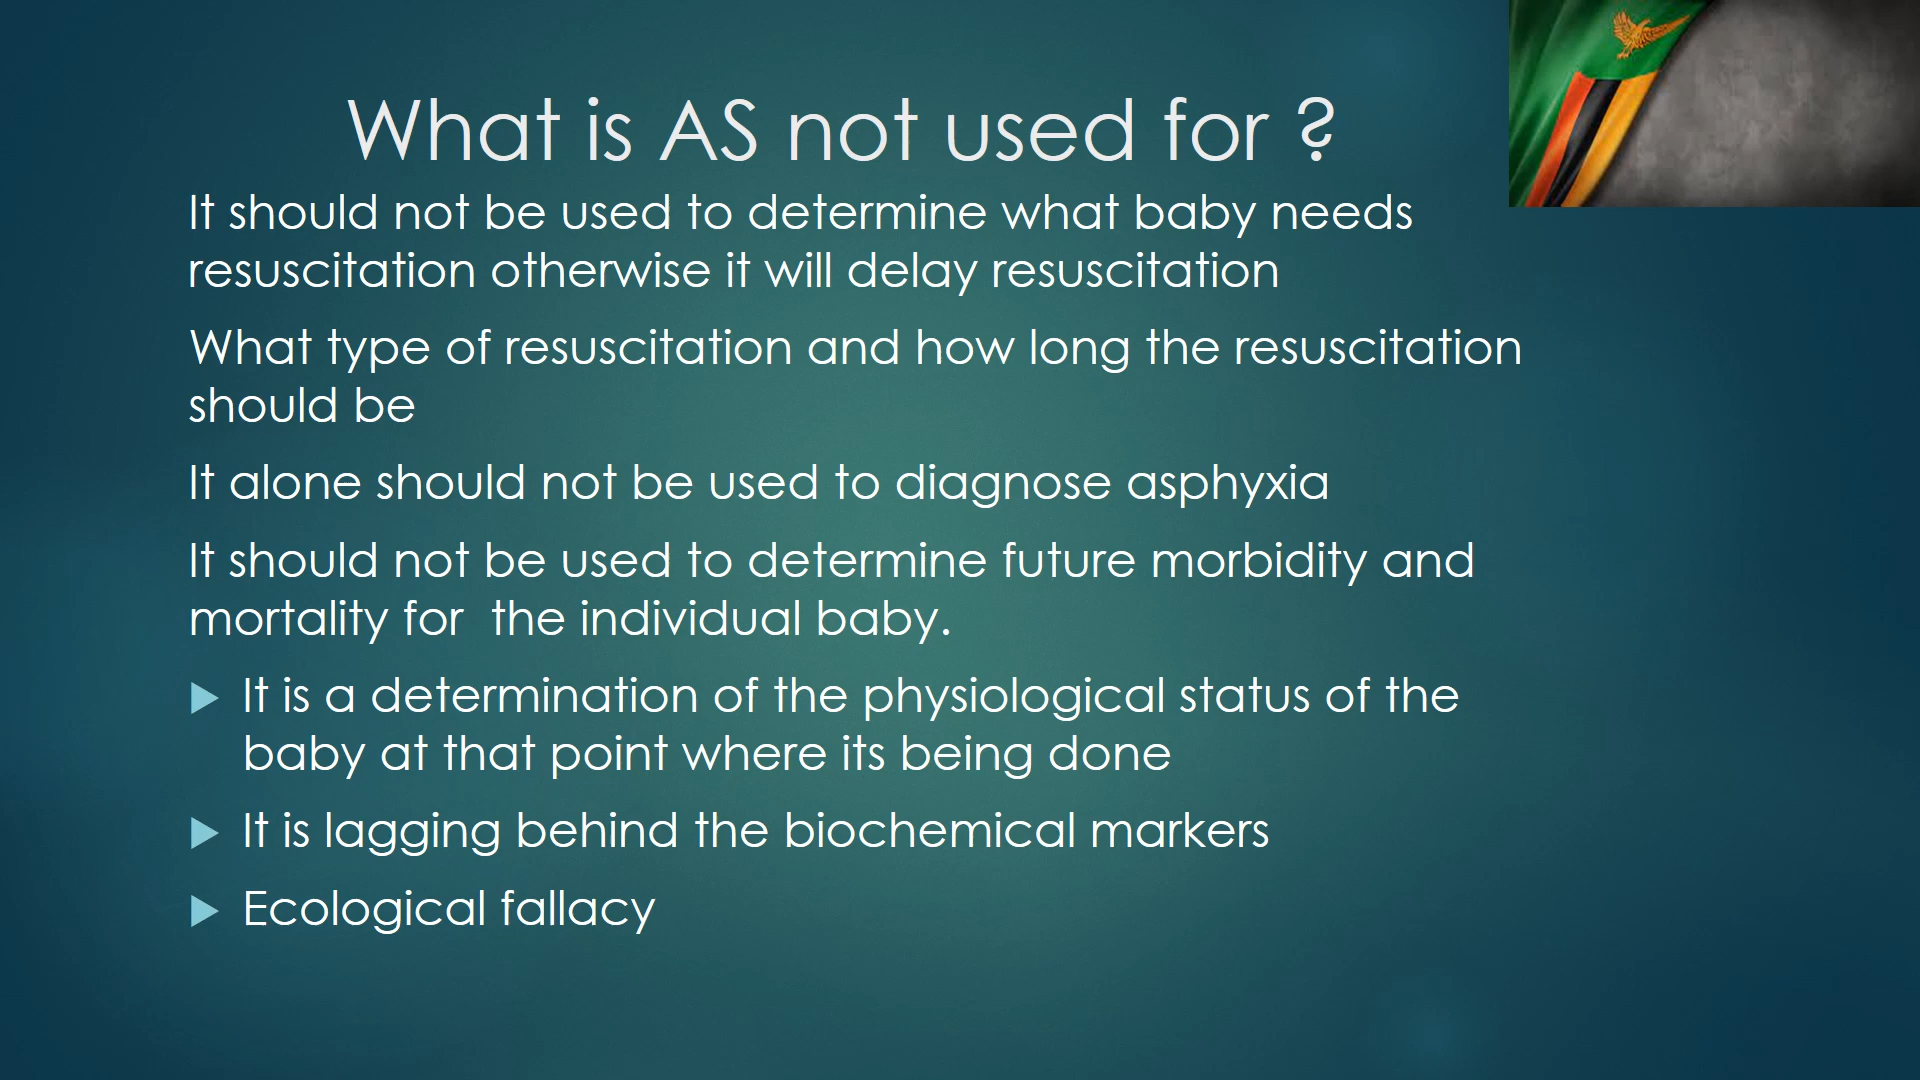 What is AS not used for ?
It should not be used to determine what baby needs
resuscitation otherwise it will delay resuscitation
What type of resuscitation and how long the resuscitation
should be
It alone should not be used to diagnose asphyxia
It should not be used to determine future morbidity and
mortality for  the individual baby.
It is a determination of the physiological status of the
baby at that point where its being done
It is lagging behind the biochemical markers
Ecological fallacy